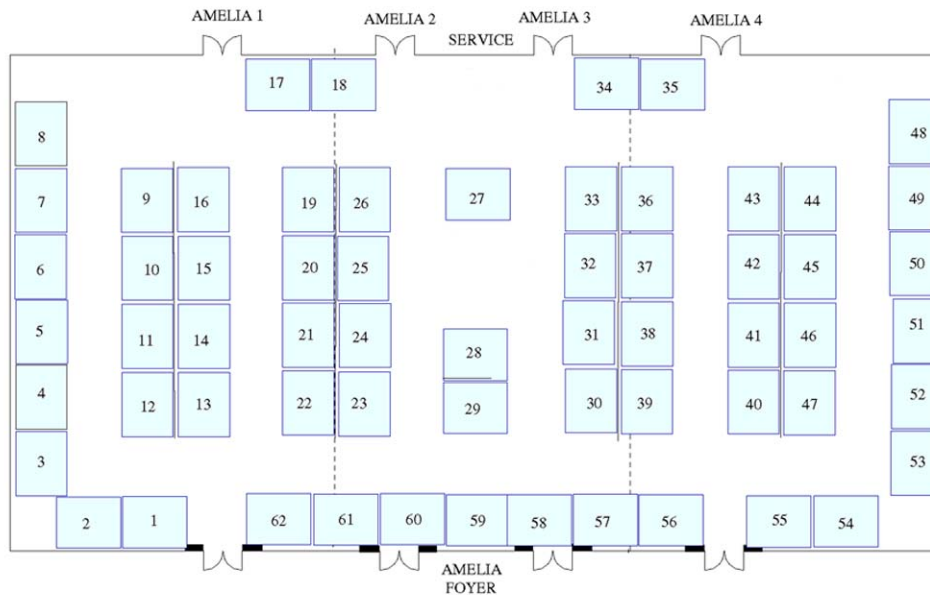 AMELIA 1 AMELIA 2 AMELIA 3 AMELIA 4
SERVICE
17 18 34 35
8 48
7 9 16 19 26 27 33 36 43 44 49
6 10 15 20 25 32 37 42 45 50
5 11 14 21 24 28 31 38 41 46 51
4 12 13 22 23 29 30 39 40 47 52
3 53
2 1 62 61 60 59 58 57 56 55 54
AMELIA
FOYER